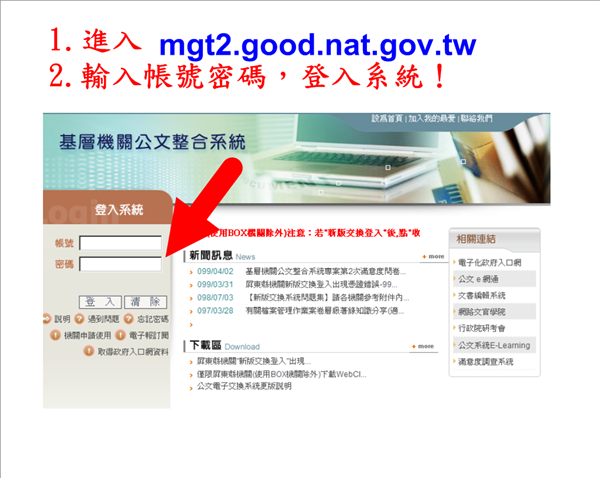 1. 進入 mgt2.good.nat.gov.tw
2. 輸入帳號密碼，登入系統！
設為首頁 | 加入我的最愛 | 聯絡我們
基層機關公文整合系統
Login
登入系統
帳號
密碼
登 入 清 除
說明 遇到問題 忘記密碼
機關申請使用 電子報訂閱
取得政府入口網資料
使用BOX機關除外)注意：若"新版交換登入"後,點"收
新聞訊息 News more
099/04/02 基層機關公文整合系統專案第2次滿意度問卷...
099/03/31 屏東縣機關新版交換登入出現憑證錯誤-99...
098/07/03 【新版交換系統問題集】請各機關參考附件內...
097/03/28 有關檔案管理作業案卷層級著錄知識分享(過...
下載區 Download more
屏東縣機關"新版交換登入"出現...
僅限屏東縣機關(使用BOX機關除外)下載WebCl...
公文電子交換系統更版說明
相關連結
電子化政府入口網
公文 e 網通
文書編輯系統
網路文官學院
行政院研考會
公文系統E-Learning
滿意度調查系統